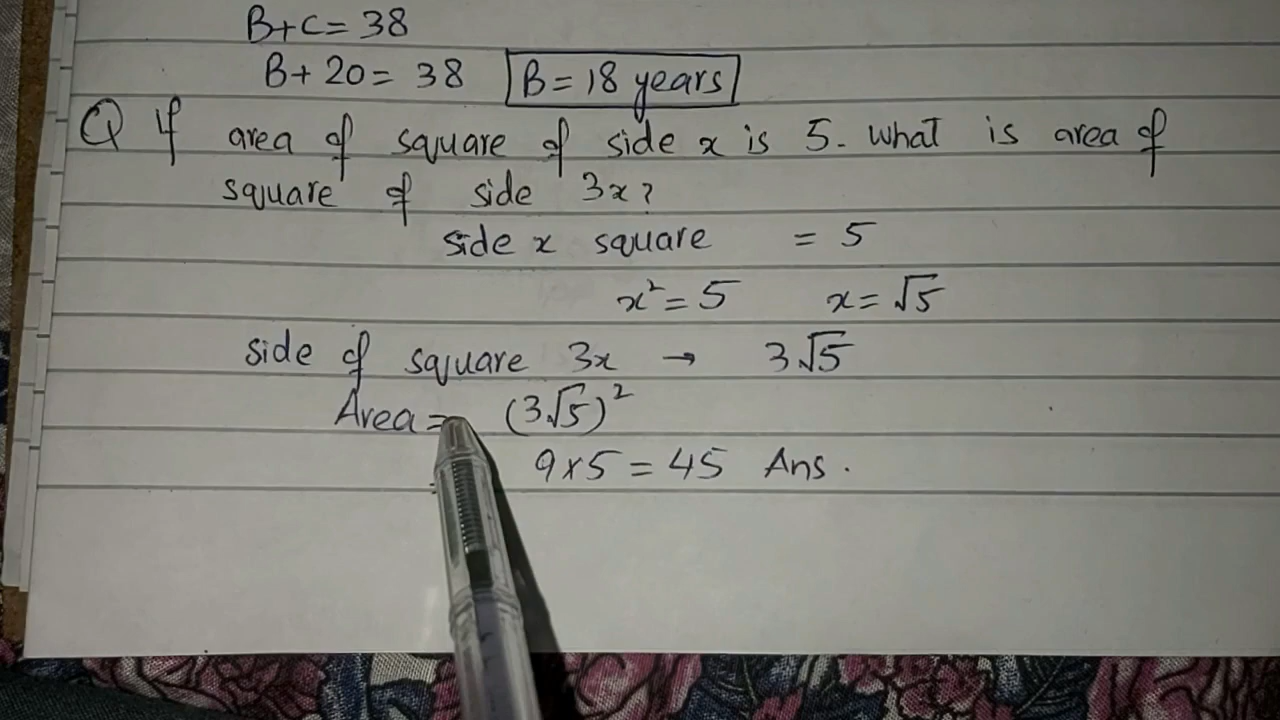 B+C= 38
B+ 20= 38 B= 18 years
Q If area of square of side x is 5. what is area of
square of side 3x?
side x square = 5
x²=5 x= √5
side of square 3x → 3√5
Area= (3√5)²
9x5 = 45 Ans.